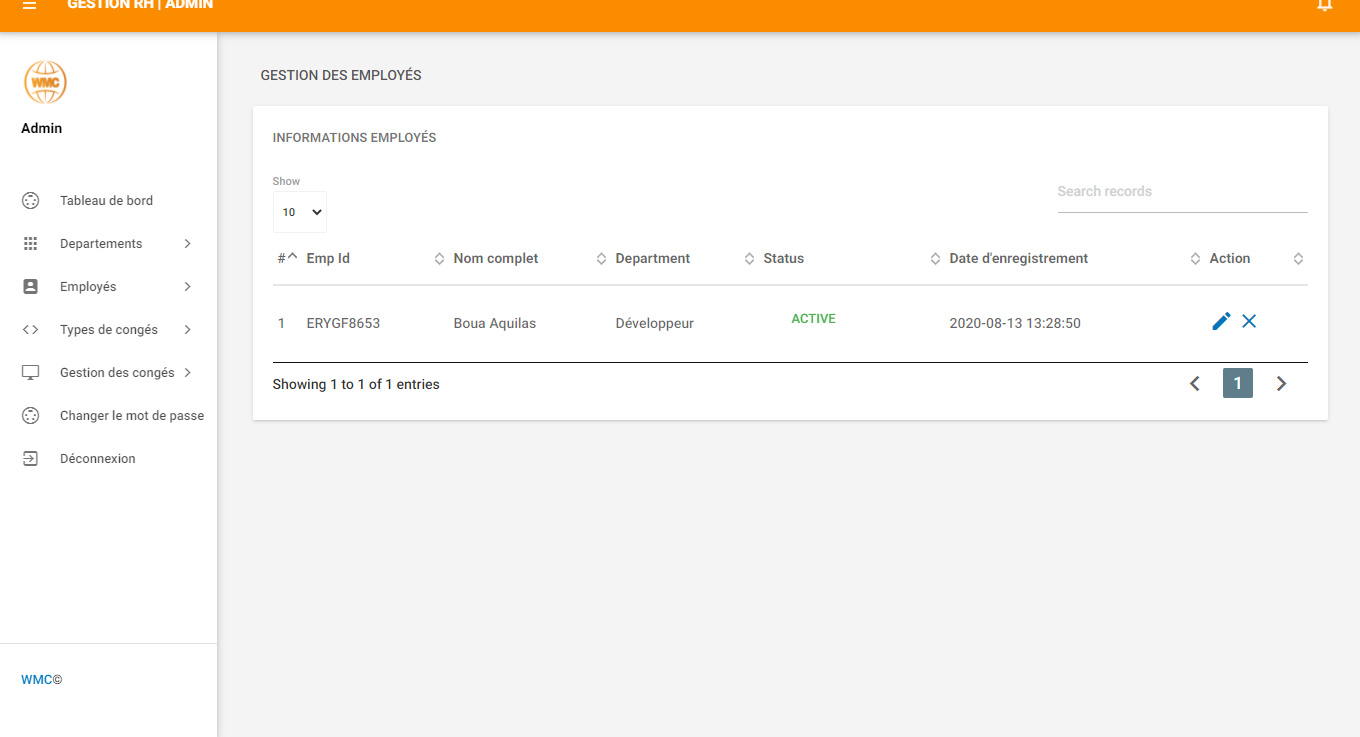 GESTION RH | ADMIN
WMC
Admin
Tableau de bord
Departements
Employés
Types de congés
Gestion des congés
Changer le mot de passe
Déconnexion
WMC©
GESTION DES EMPLOYÉS
INFORMATIONS EMPLOYÉS
Show
10
Search records
# Emp Id Nom complet Department Status Date d'enregistrement Action
1 ERYGF8653 Boua Aquilas Développeur ACTIVE 2020-08-13 13:28:50
Showing 1 to 1 of 1 entries
1